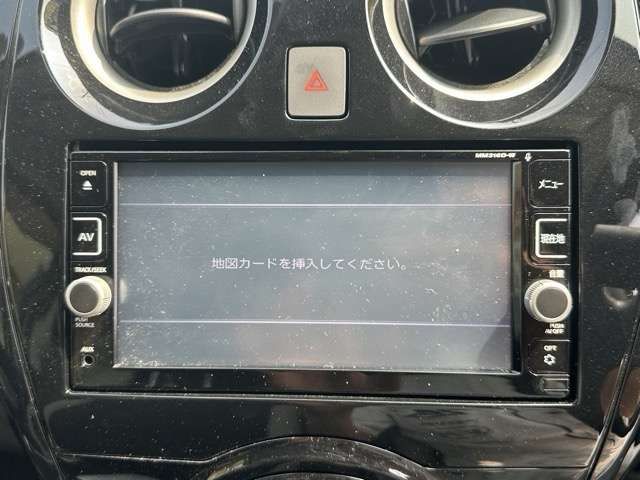 MM316D-W
OPEN
メニュー
AV
現在地
地図カードを挿入してください。
TRACK/SEEK
音量
PUSH
SOURCE
PUSH
AV OFF
AUX
OFF